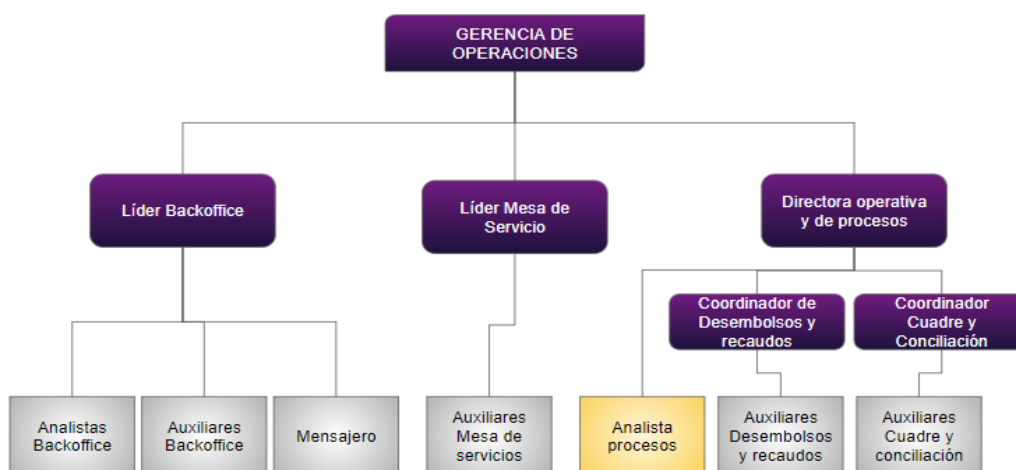 GERENCIA DE
OPERACIONES
Líder Backoffice
Líder Mesa de
Servicio
Directora operativa
y de procesos
Coordinador de
Desembolsos y
recaudos
Coordinador
Cuadre y
Conciliación
Analistas
Backoffice
Auxiliares
Backoffice
Mensajero
Auxiliares
Mesa de
servicios
Analista
procesos
Auxiliares
Desembolsos
y recaudos
Auxiliares
Cuadre y
conciliación